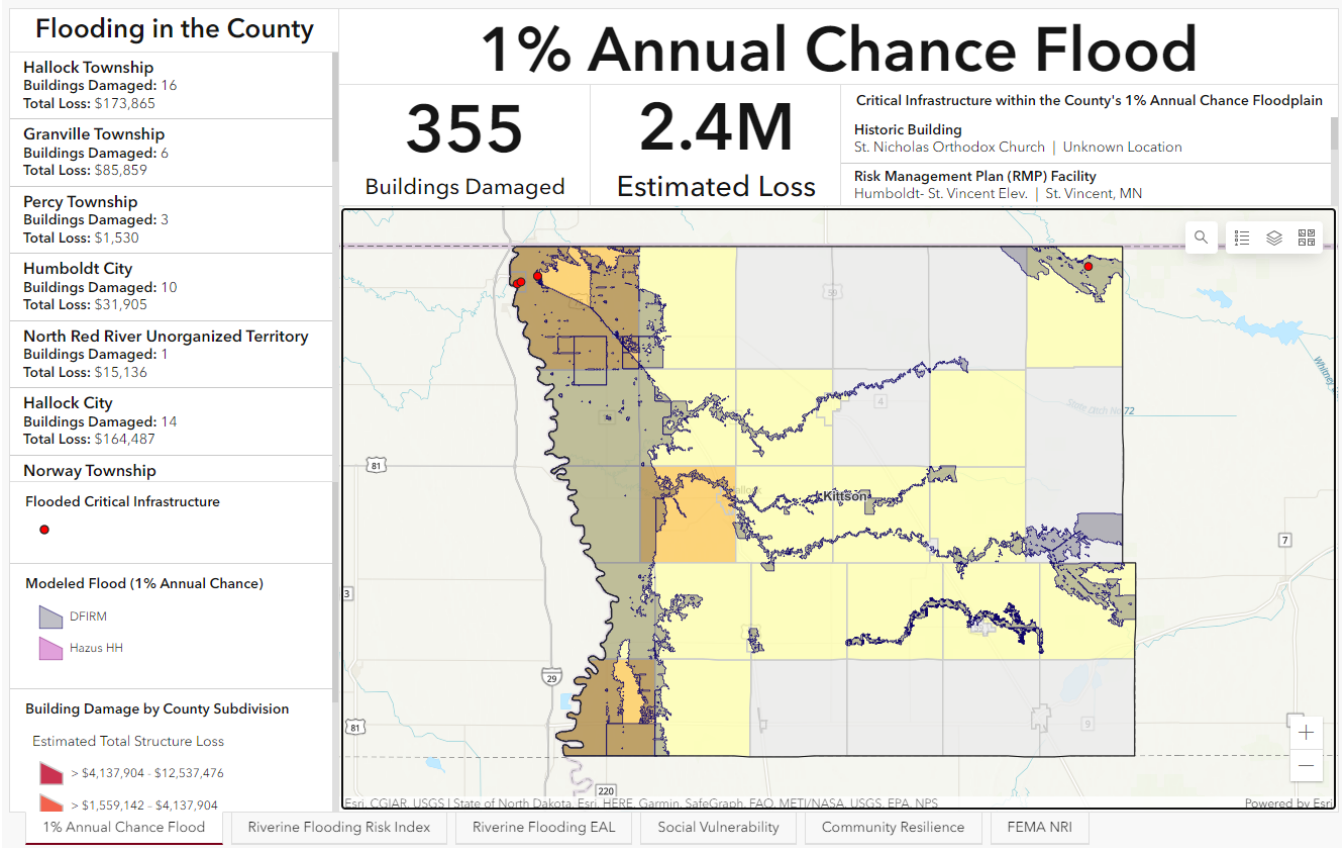 Flooding in the County
Hallock Township
Buildings Damaged: 16
Total Loss: $173,865
Granville Township
Buildings Damaged: 6
Total Loss: $85,859
Percy Township
Buildings Damaged: 3
Total Loss: $1,530
Humboldt City
Buildings Damaged: 10
Total Loss: $31,905
North Red River Unorganized Territory
Buildings Damaged: 1
Total Loss: $15,136
Hallock City
Buildings Damaged: 14
Total Loss: $164,487
Norway Township
Flooded Critical Infrastructure
Modeled Flood (1% Annual Chance)
DFIRM
Hazus HH
Building Damage by County Subdivision
Estimated Total Structure Loss
> $4,137,904 - $12,537,476
> $1,559,142 - $4,137,904
1% Annual Chance Flood
355
Buildings Damaged
2.4M
Estimated Loss
Critical Infrastructure within the County's 1% Annual Chance Floodplain
Historic Building
St. Nicholas Orthodox Church | Unknown Location
Risk Management Plan (RMP) Facility
Humboldt- St. Vincent Elev. | St. Vincent, MN
59
4
State Ditch No 72
Whitney
81
Kittson
7
3
29
81
9
220
+
−
Esri, CGIAR, USGS | State of North Dakota, Esri, HERE, Garmin, SafeGraph, FAO, METI/NASA, USGS, EPA, NPS
Powered by Esri
1% Annual Chance Flood
Riverine Flooding Risk Index
Riverine Flooding EAL
Social Vulnerability
Community Resilience
FEMA NRI